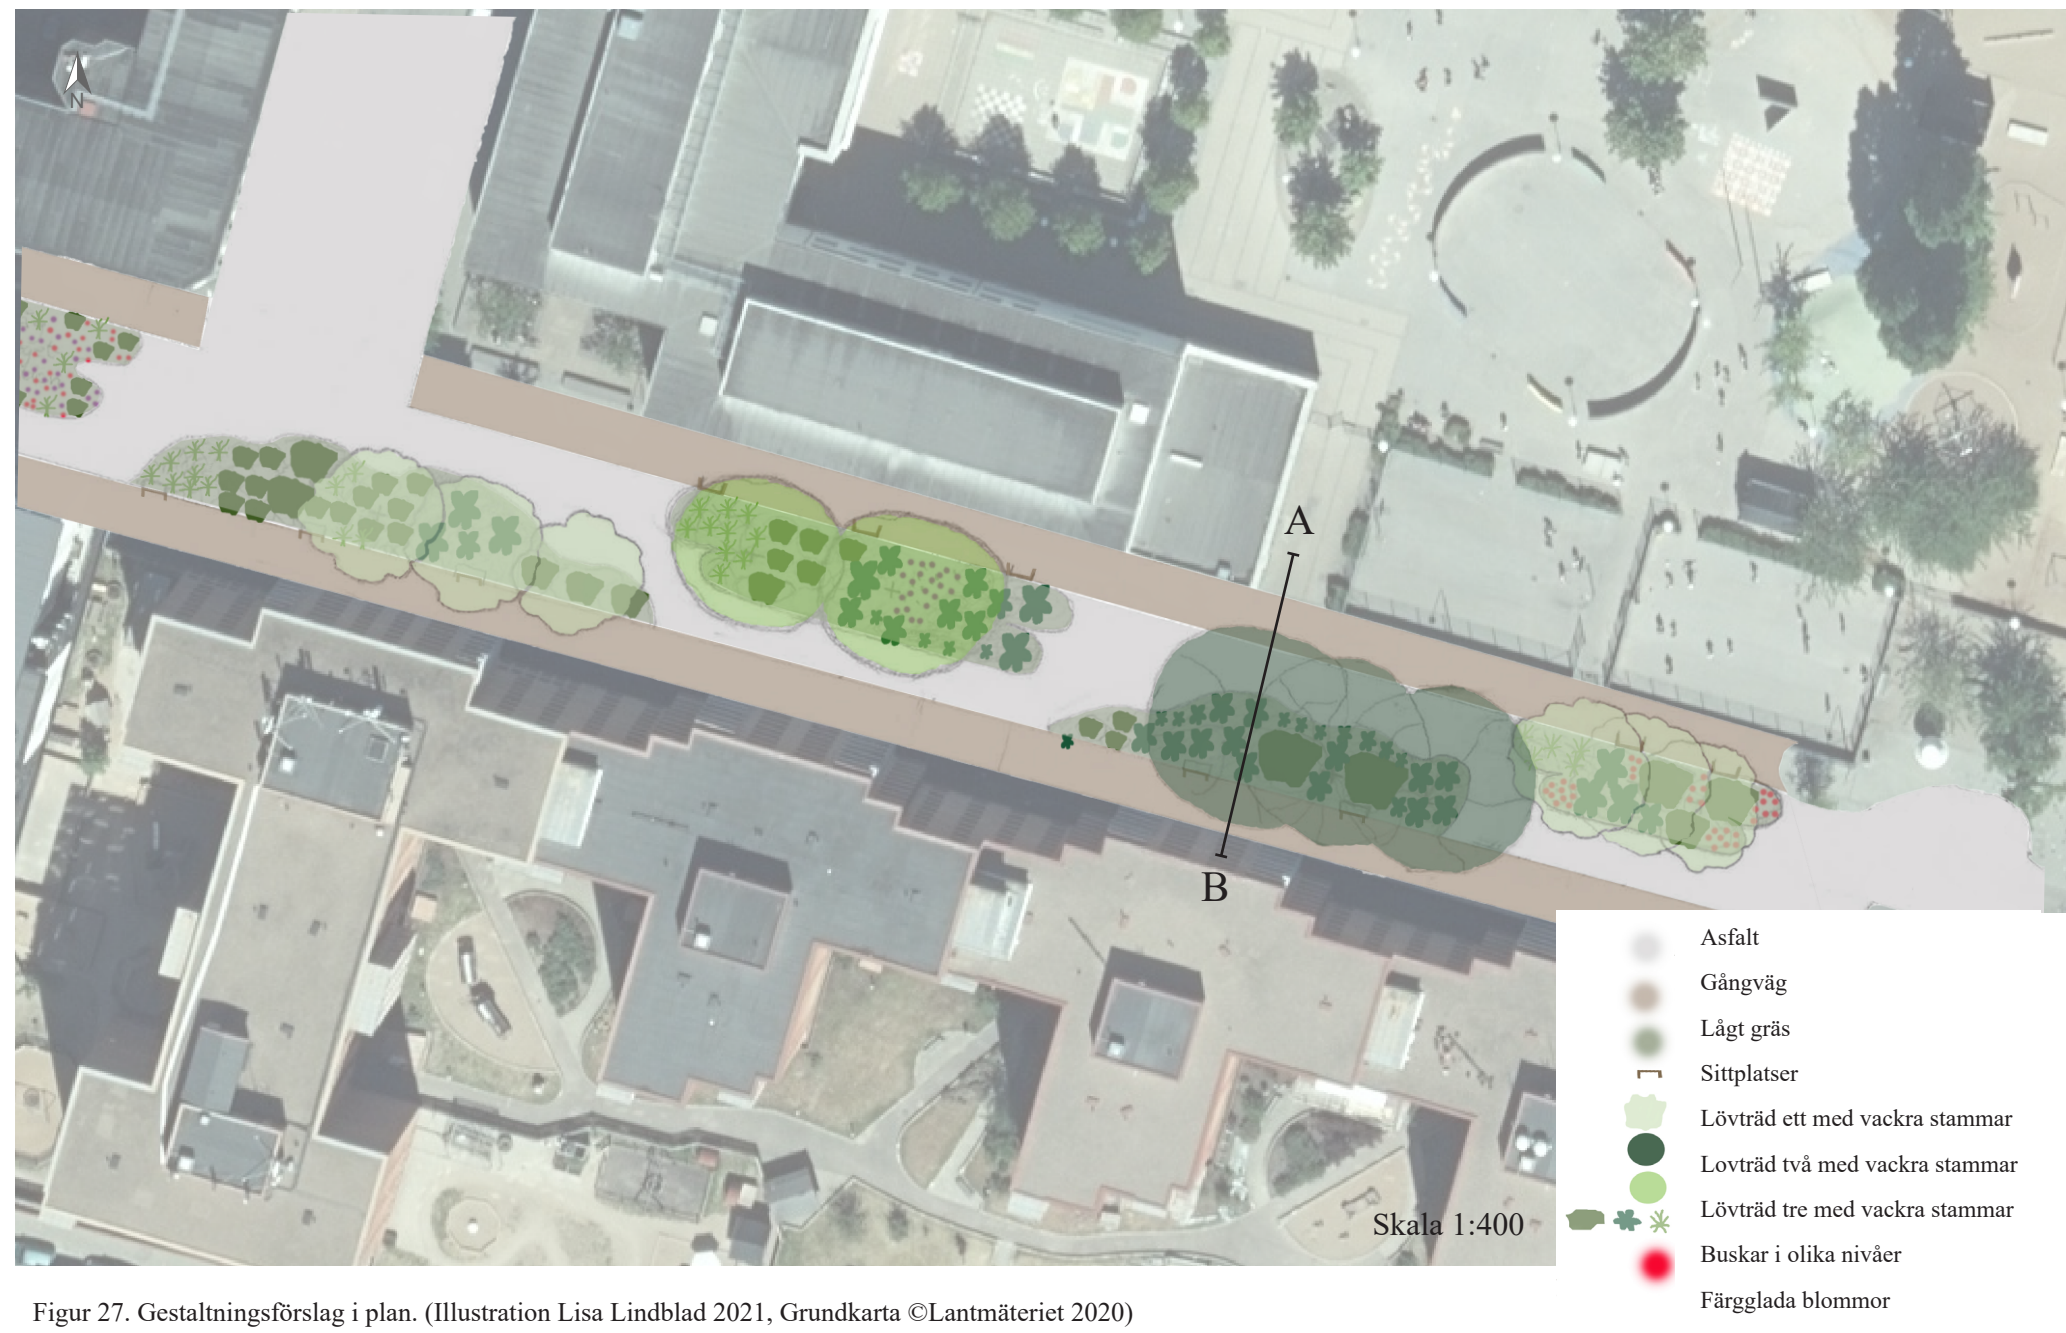 N
A
B
Asfalt
Gångväg
Lågt gräs
Sittplatser
Lövträd ett med vackra stammar
Lovträd två med vackra stammar
Lövträd tre med vackra stammar
Buskar i olika nivåer
Färgglada blommor
Skala 1:400
Figur 27. Gestaltningsförslag i plan. (Illustration Lisa Lindblad 2021, Grundkarta ©Lantmäteriet 2020)